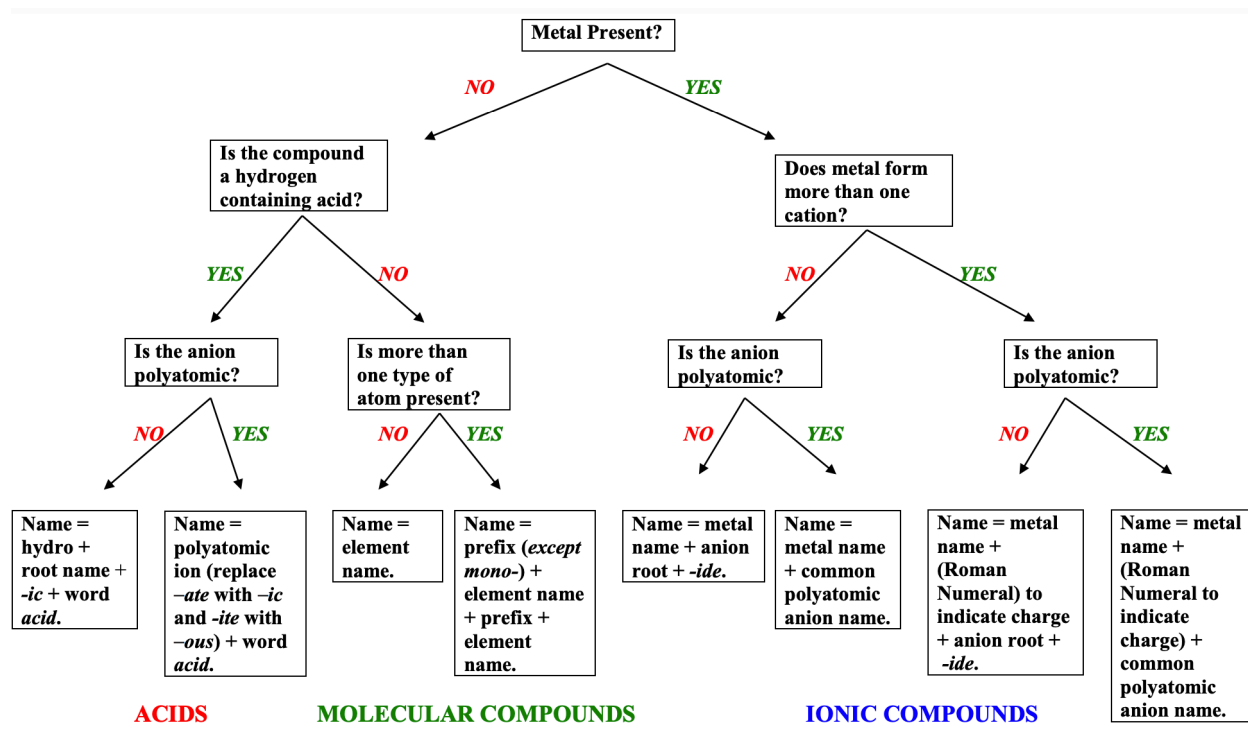 Metal Present?
NO
YES
Is the compound
a hydrogen
containing acid?
Does metal form
more than one
cation?
YES
NO
NO
YES
Is the anion
polyatomic?
Is more than
one type of
atom present?
Is the anion
polyatomic?
Is the anion
polyatomic?
NO
YES
NO
YES
NO
YES
NO
YES
Name =
hydro +
root name +
-ic + word
acid.
Name =
polyatomic
ion (replace
–ate with –ic
and -ite with
–ous) + word
acid.
Name =
element
name.
Name =
prefix (except
mono-) +
element name
+ prefix +
element
name.
Name = metal
name + anion
root + -ide.
Name =
metal name
+ common
polyatomic
anion name.
Name = metal
name +
(Roman
Numeral) to
indicate charge
+ anion root +
-ide.
Name = metal
name +
(Roman
Numeral to
indicate
charge) +
common
polyatomic
anion name.
ACIDS
MOLECULAR COMPOUNDS
IONIC COMPOUNDS